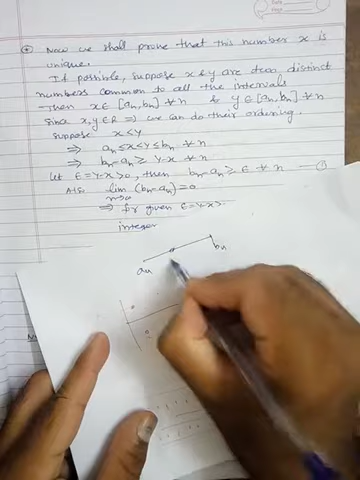 Now we shall prove that this number x is
unique.
If possible, suppose x & y are two distinct
numbers common to all the intervals
Then x ∈ [an, bn] ∀ n & y ∈ [an, bn] ∀ n
Since x, y ∈ R ⇒ we can do their ordering.
Suppose x < y
⇒ an ≤ x < y ≤ bn ∀ n
⇒ bn - an ≥ y - x ∀ n
Let ∈ = y - x > 0, then bn - an ≥ ∈ ∀ n —①
Also lim (bn - an) = 0
n→∞
⇒ for given ∈ = y - x >
integer
an
bn